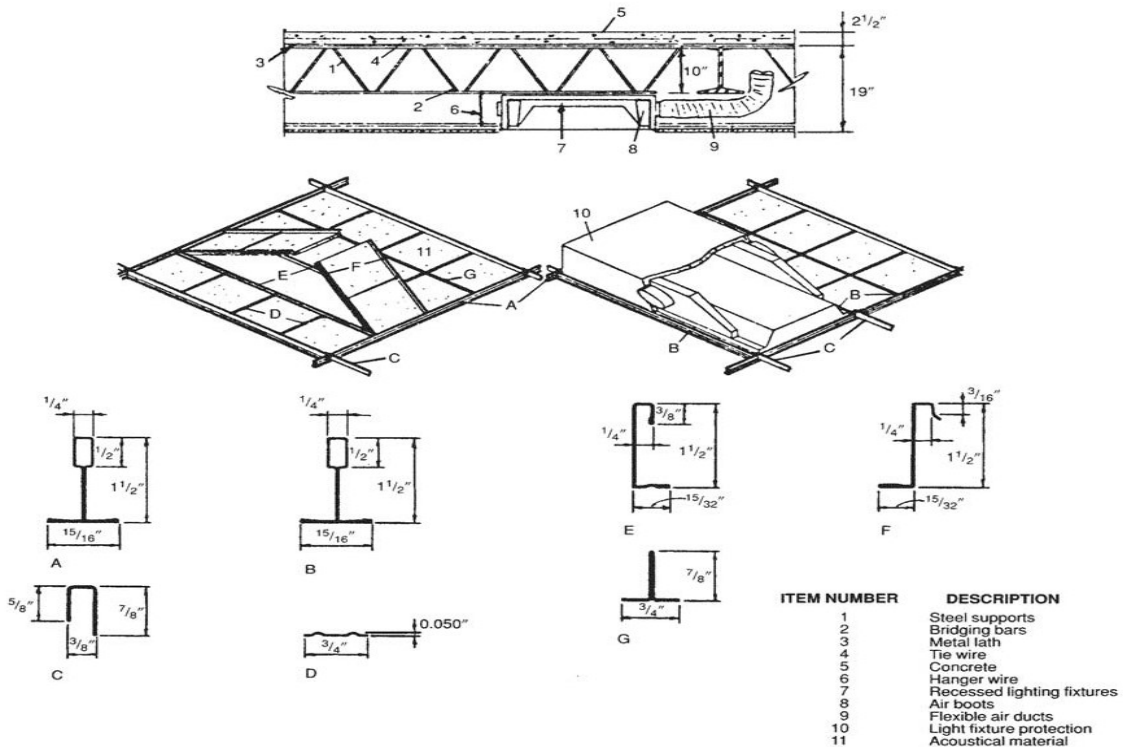 5
2 1/2"
3
4
1
10"
19"
2
6
7
8
9
10
11
E
F
G
D
A
B
C
B
C
1/4"
1/2"
1 1/2"
15/16"
A
1/4"
1/2"
1 1/2"
15/16"
B
3/8"
1/4"
1 1/2"
15/32"
E
3/16"
1/4"
1 1/2"
15/32"
F
5/8"
7/8"
3/8"
C
0.050"
3/4"
D
7/8"
3/4"
G
ITEM NUMBER DESCRIPTION
1 Steel supports
2 Bridging bars
3 Metal lath
4 Tie wire
5 Concrete
6 Hanger wire
7 Recessed lighting fixtures
8 Air boots
9 Flexible air ducts
10 Light fixture protection
11 Acoustical material